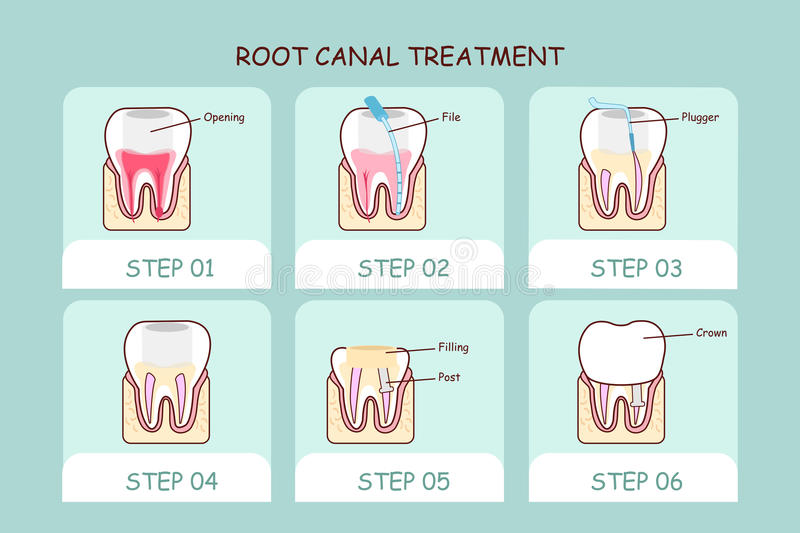 ROOT CANAL TREATMENT
Opening
STEP 01
File
STEP 02
Plugger
STEP 03
STEP 04
Filling
Post
STEP 05
Crown
STEP 06
dreamstime